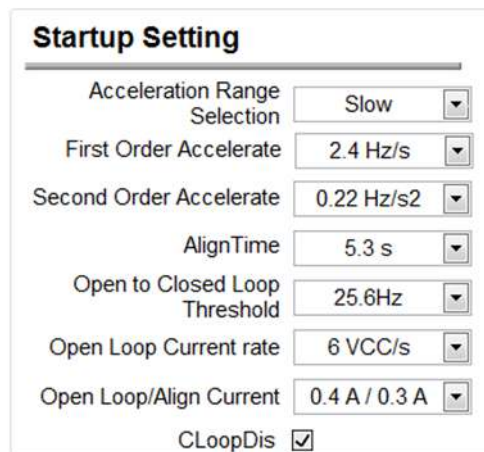 Startup Setting
Acceleration Range
Selection
Slow
First Order Accelerate
2.4 Hz/s
Second Order Accelerate
0.22 Hz/s2
AlignTime
5.3 s
Open to Closed Loop
Threshold
25.6Hz
Open Loop Current rate
6 VCC/s
Open Loop/Align Current
0.4 A / 0.3 A
CLoopDis